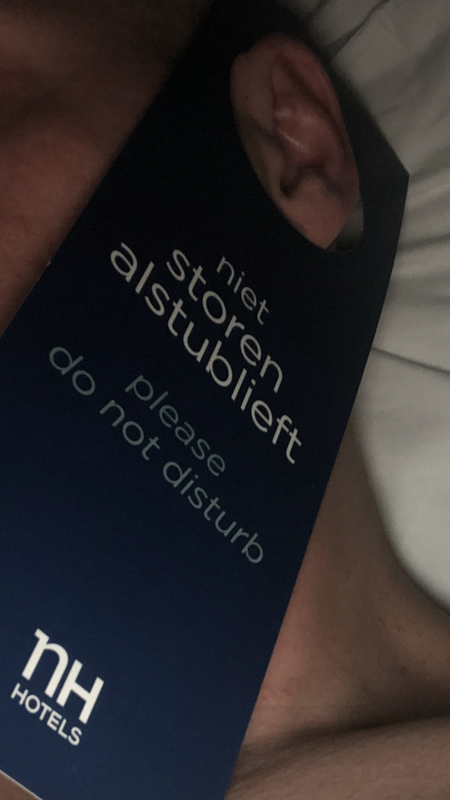 niet
storen
alstublieft
please
do not disturb
nH
HOTELS